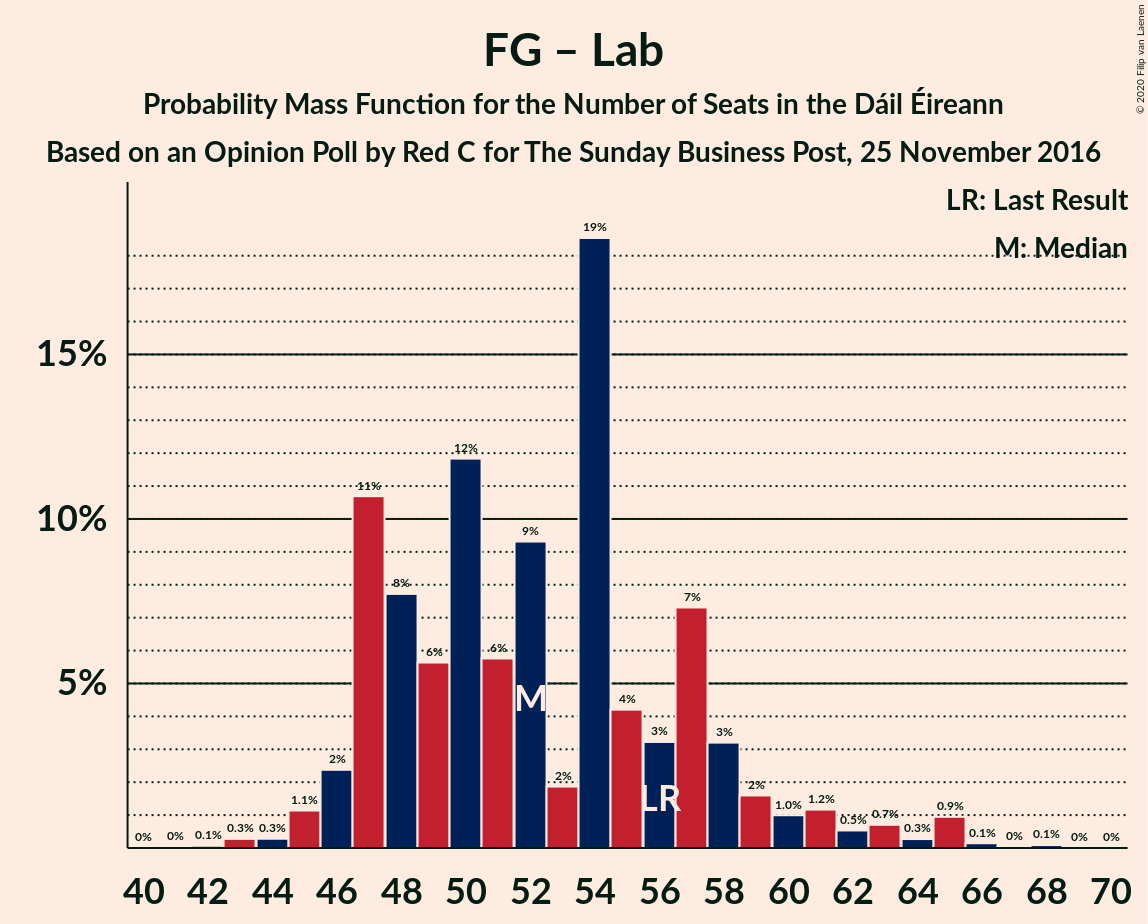 FG – Lab
Probability Mass Function for the Number of Seats in the Dáil Éireann
Based on an Opinion Poll by Red C for The Sunday Business Post, 25 November 2016
© 2020 Filip van Laenen
LR: Last Result
M: Median
15%
10%
5%
0% 0% 0.1% 0.3% 0.3% 1.1% 2% 11% 8% 6% 12% 6% 9% 2% 19% 4% 3% 7% 3% 2% 1.0% 1.2% 0.5% 0.7% 0.3% 0.9% 0.1% 0% 0.1% 0% 0%
M
LR
40 42 44 46 48 50 52 54 56 58 60 62 64 66 68 70